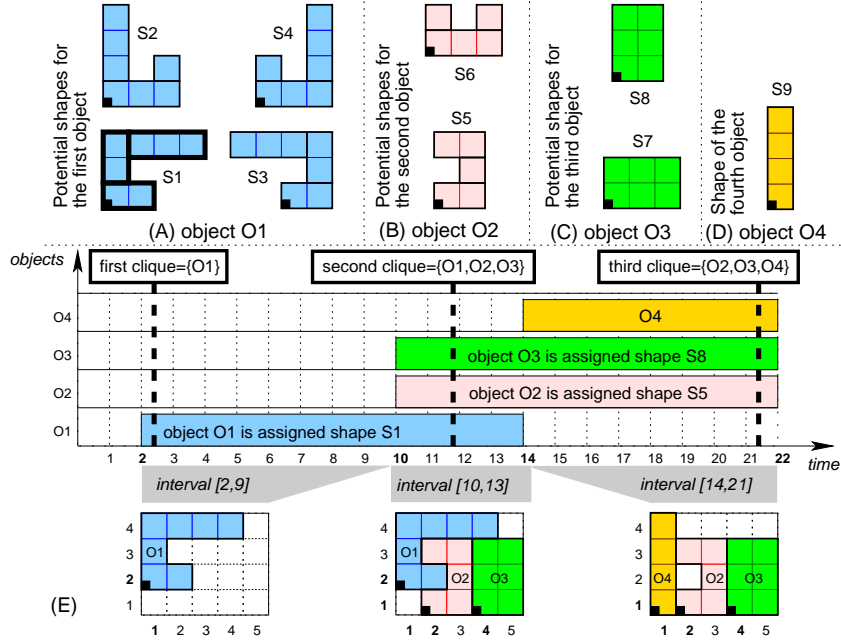 Potential shapes for
the first object
S2
S4
S1
S3
(A) object O1
Potential shapes for
the second object
S6
S5
(B) object O2
Potential shapes for
the third object
S8
S7
(C) object O3
Shape of the
fourth object
S9
(D) object O4
objects
first clique={O1}
second clique={O1,O2,O3}
third clique={O2,O3,O4}
O4
O4
O3
object O3 is assigned shape S8
O2
object O2 is assigned shape S5
O1
object O1 is assigned shape S1
1 2 3 4 5 6 7 8 9 10 11 12 13 14 15 16 17 18 19 20 21 22
time
interval [2,9]
interval [10,13]
interval [14,21]
(E)
4
3 O1
2
1
1 2 3 4 5
4
3 O1
2 O2 O3
1
1 2 3 4 5
4
3
2 O4 O2 O3
1
1 2 3 4 5